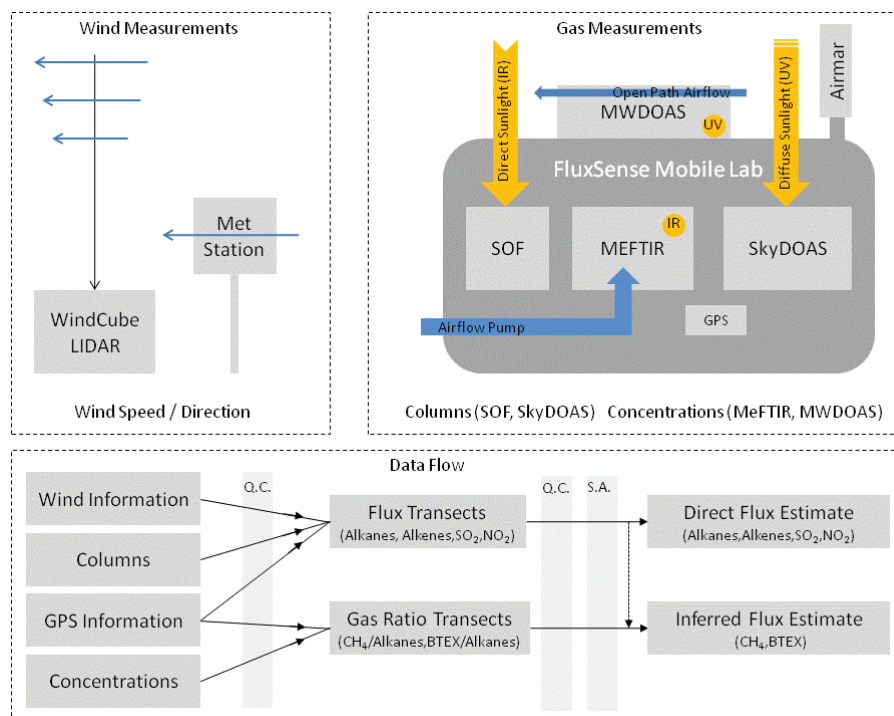 Wind Measurements
Met
Station
WindCube
LIDAR
Wind Speed / Direction
Gas Measurements
Direct Sunlight (IR)
Open Path Airflow
MWDOAS
UV
Diffuse Sunlight (UV)
Airmar
FluxSense Mobile Lab
SOF
IR
MEFTIR
SkyDOAS
Airflow Pump
GPS
Columns (SOF, SkyDOAS) Concentrations (MeFTIR, MWDOAS)
Data Flow
Q.C.
Q.C.
S.A.
Wind Information
Columns
GPS Information
Concentrations
Flux Transects
(Alkanes, Alkenes,SO₂,NO₂)
Gas Ratio Transects
(CH₄/Alkanes,BTEX/Alkanes)
Direct Flux Estimate
(Alkanes,Alkenes,SO₂,NO₂)
Inferred Flux Estimate
(CH₄,BTEX)